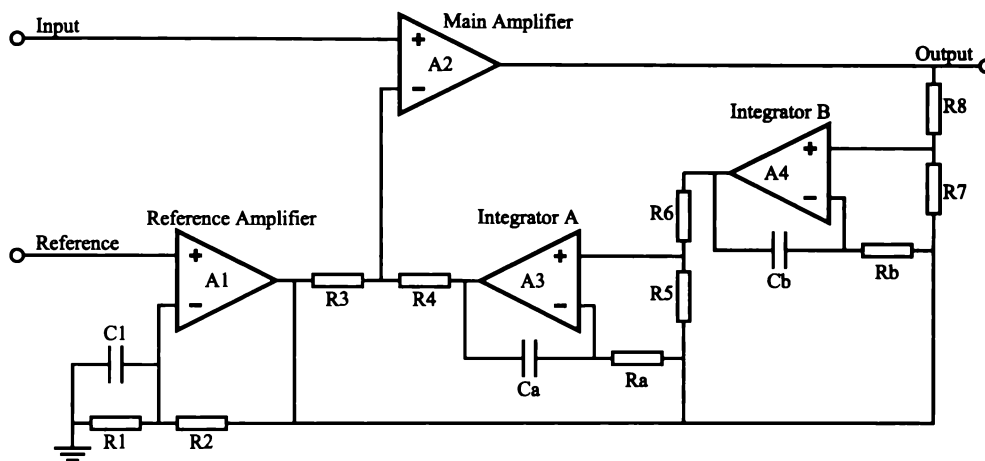 Input
Main Amplifier
+
A2
−
Output
R8
Integrator B
+
A4
−
R7
R6
Cb
Rb
Reference Amplifier
Reference
+
A1
−
Integrator A
+
A3
−
R3
R4
R5
C1
Ca
Ra
R1
R2